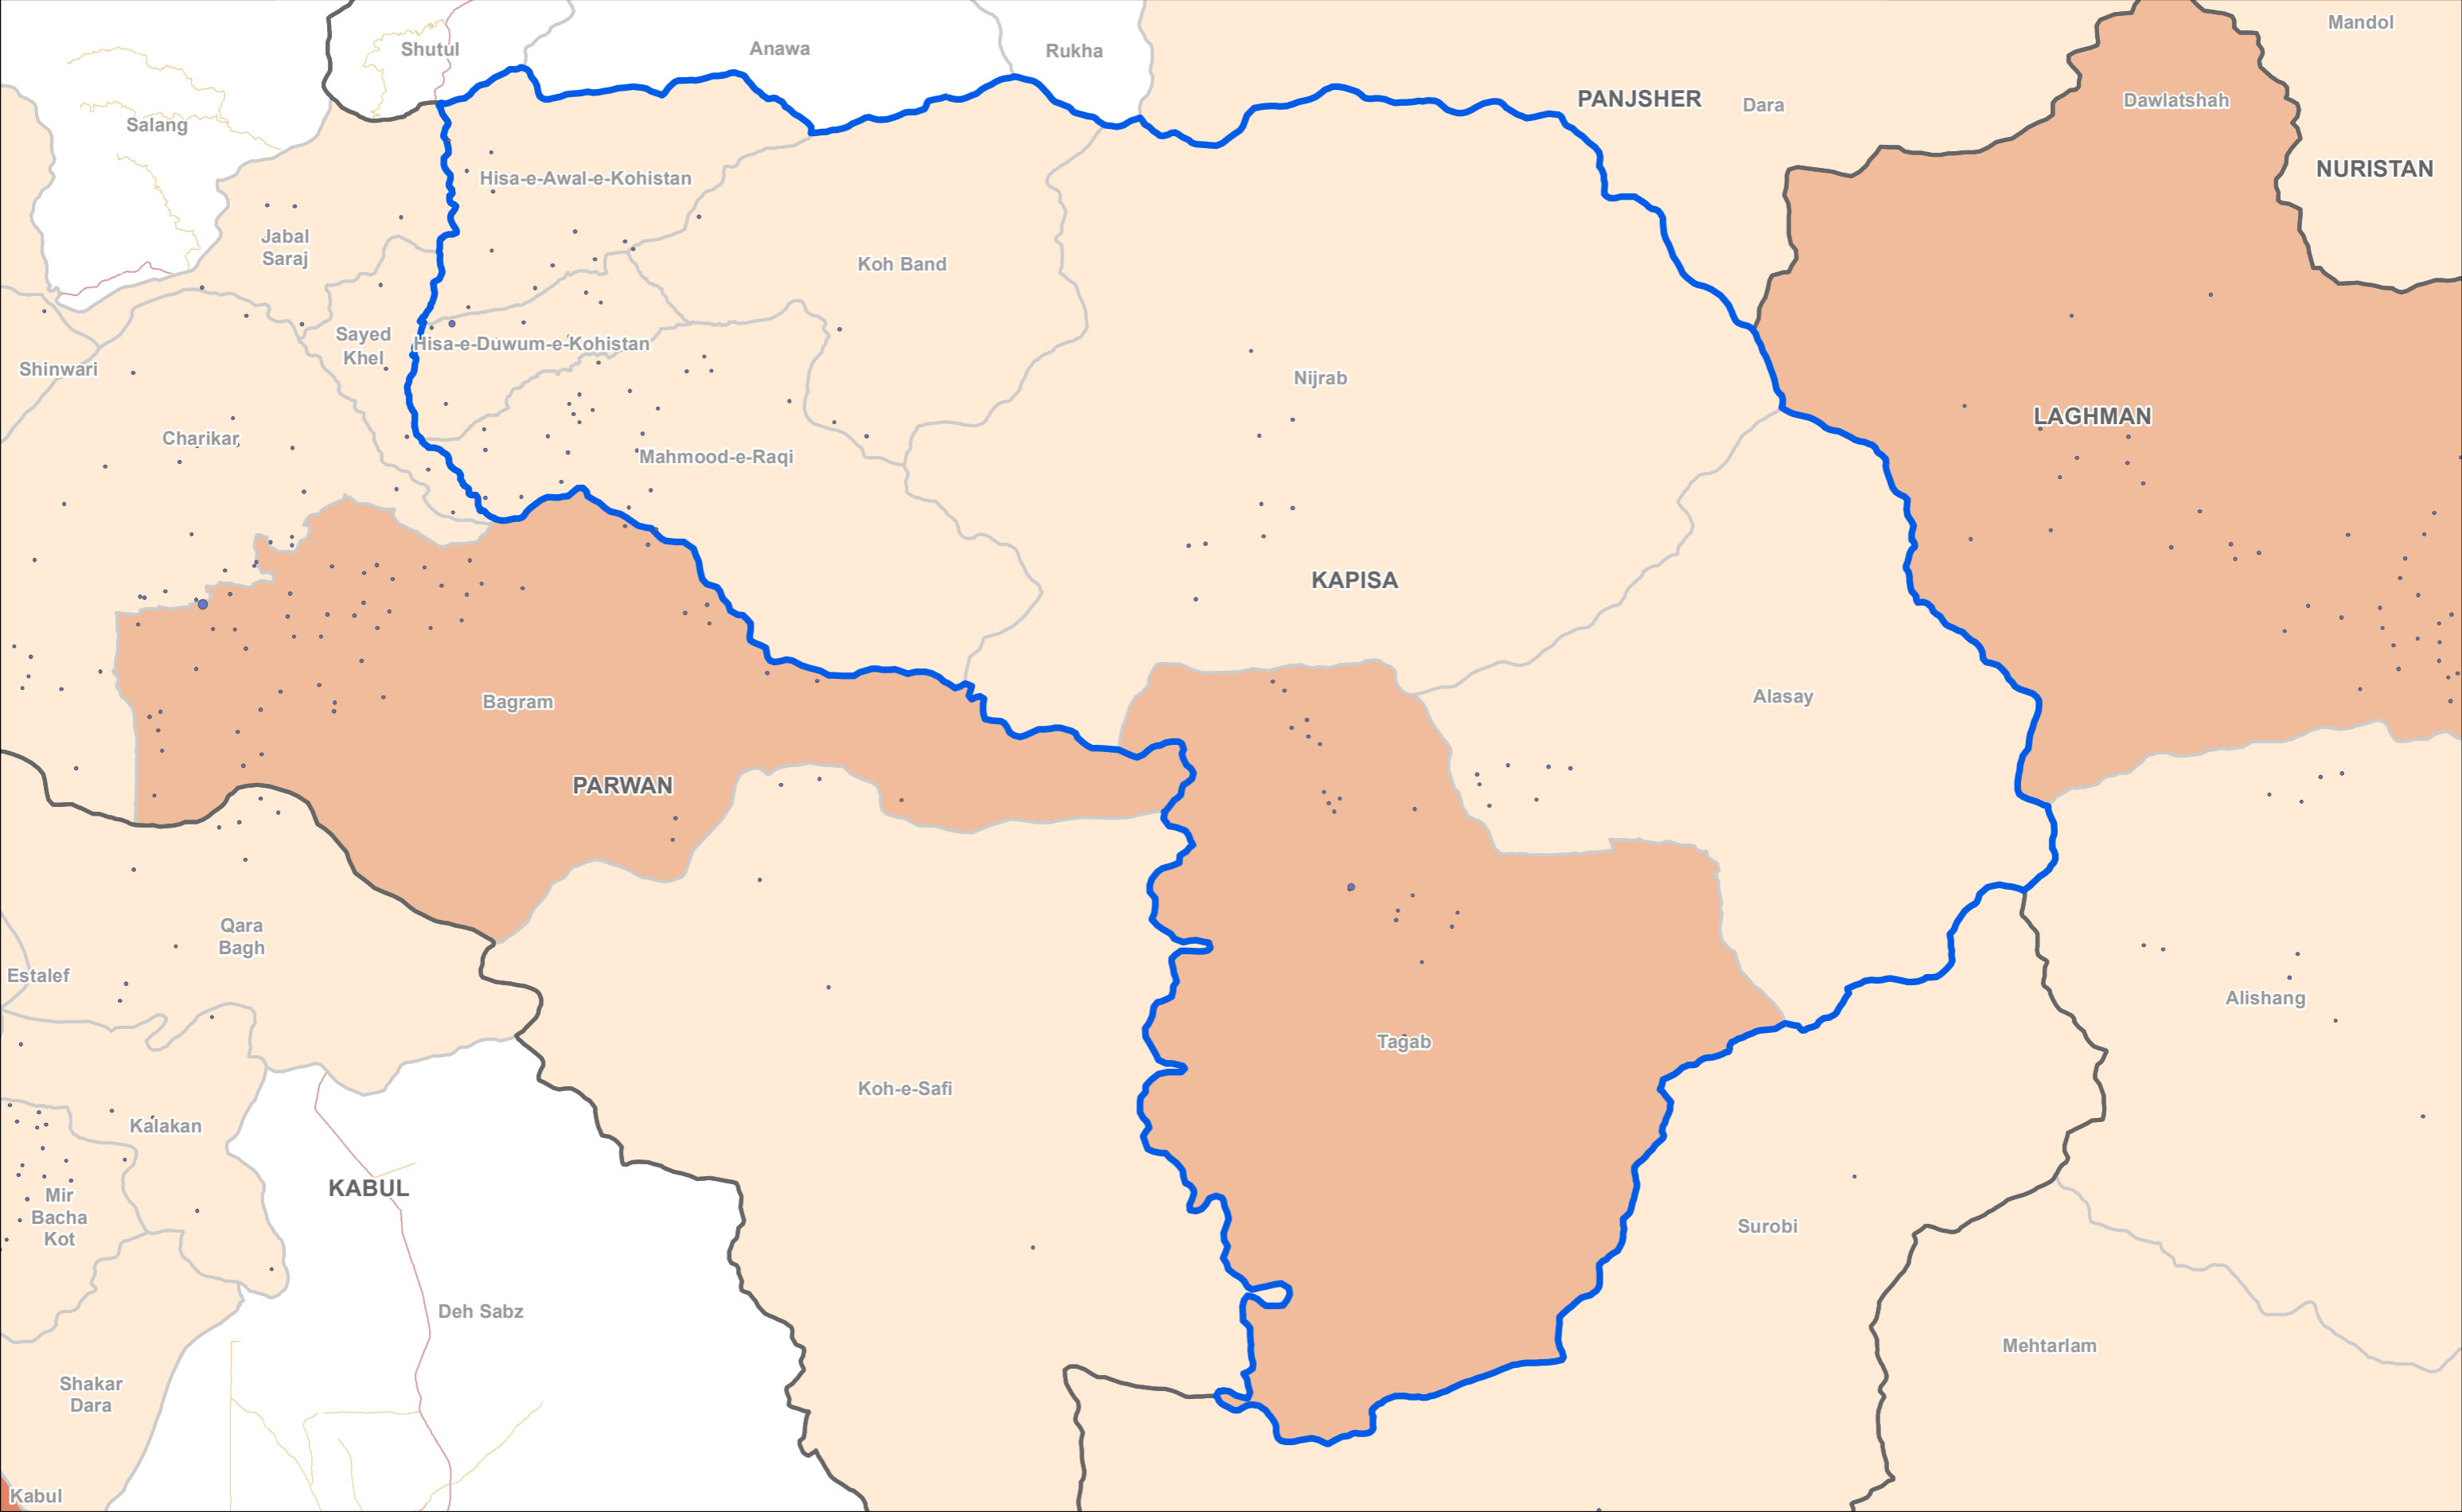 Mandol
Shutul
Anawa
Rukha
PANJSHER
Dara
Dawlatshah
Salang
NURISTAN
Hisa-e-Awal-e-Kohistan
Jabal
Saraj
Koh Band
Sayed
Khel
Hisa-e-Duwum-e-Kohistan
Shinwari
Nijrab
LAGHMAN
Charikar
Mahmood-e-Raqi
KAPISA
Bagram
Alasay
PARWAN
Qara
Bagh
Estalef
Alishang
Tagab
Koh-e-Safi
Kalakan
KABUL
Mir
Bacha
Kot
Surobi
Deh Sabz
Mehtarlam
Shakar
Dara
Kabul